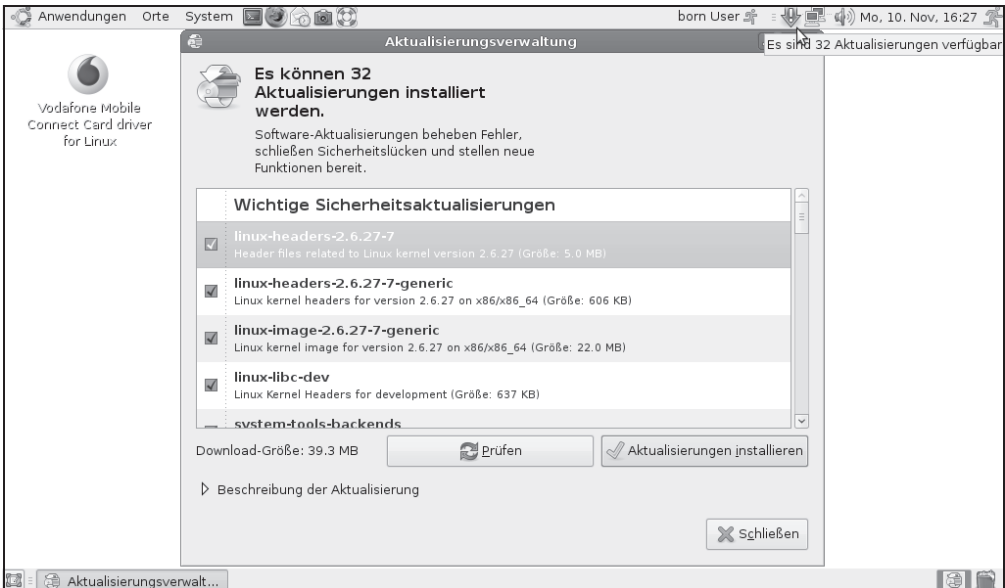 Anwendungen Orte System
born User
Mo, 10. Nov, 16:27
Es sind 32 Aktualisierungen verfügbar
Vodafone Mobile
Connect Card driver
for Linux
Aktualisierungsverwaltung
Es können 32
Aktualisierungen installiert
werden.
Software-Aktualisierungen beheben Fehler,
schließen Sicherheitslücken und stellen neue
Funktionen bereit.
Wichtige Sicherheitsaktualisierungen
linux-headers-2.6.27-7
Header files related to Linux kernel version 2.6.27 (Größe: 5.0 MB)
linux-headers-2.6.27-7-generic
Linux kernel headers for version 2.6.27 on x86/x86_64 (Größe: 606 KB)
linux-image-2.6.27-7-generic
Linux kernel image for version 2.6.27 on x86/x86_64 (Größe: 22.0 MB)
linux-libc-dev
Linux Kernel Headers for development (Größe: 637 KB)
system-tools-backends
Download-Größe: 39.3 MB
Prüfen
Aktualisierungen installieren
Beschreibung der Aktualisierung
Schließen
Aktualisierungsverwalt...